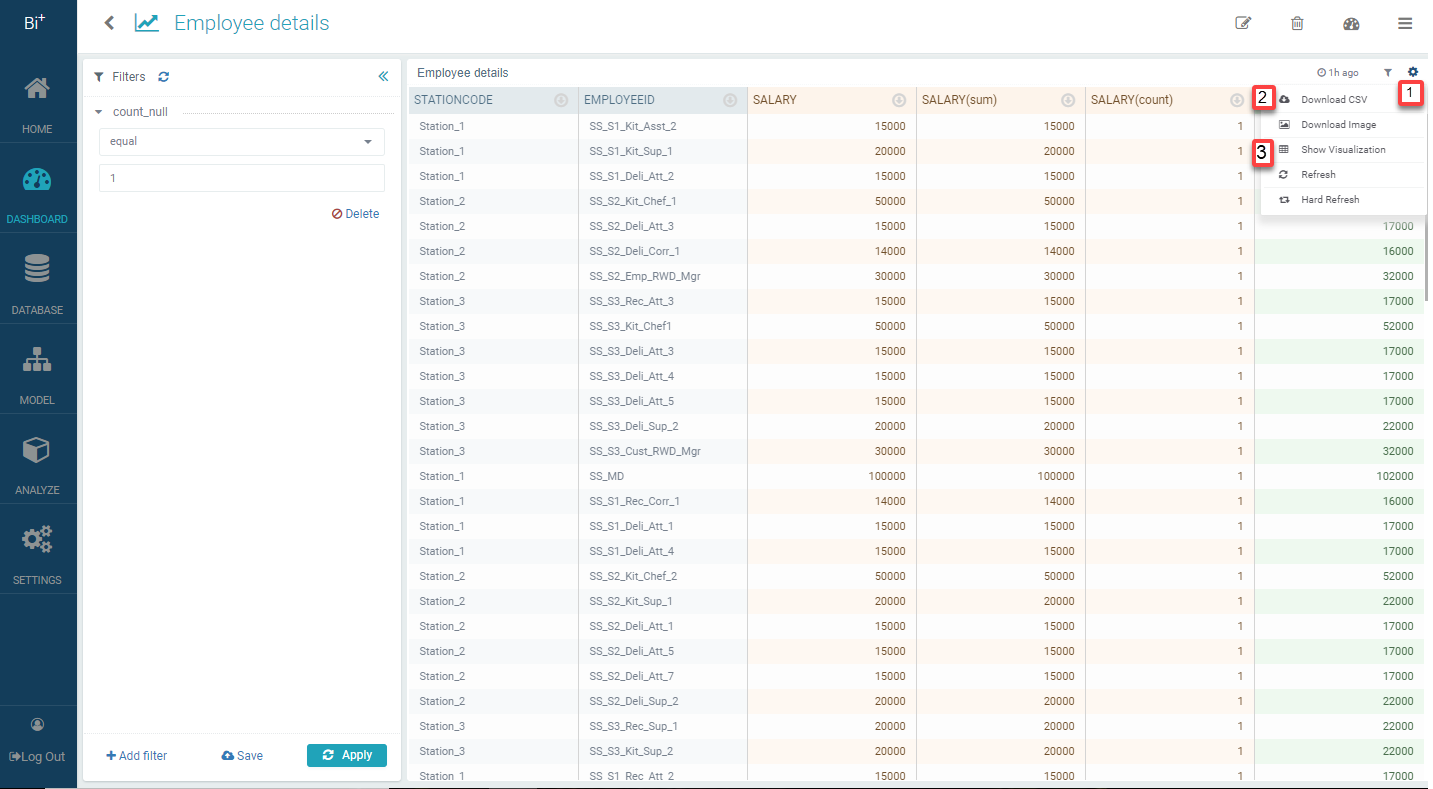 Bi+
Employee details
HOME
DASHBOARD
DATABASE
MODEL
ANALYZE
SETTINGS
Log Out
Filters
count_null
equal
1
Delete
Add filter Save Apply
Employee details 1h ago
1
2 Download CSV
Download Image
3 Show Visualization
Refresh
Hard Refresh
STATIONCODE EMPLOYEEID SALARY SALARY(sum) SALARY(count)
Station_1 SS_S1_Kit_Asst_2 15000 15000 1
Station_1 SS_S1_Kit_Sup_1 20000 20000 1
Station_1 SS_S1_Deli_Att_2 15000 15000 1
Station_2 SS_S2_Kit_Chef_1 50000 50000 1
Station_2 SS_S2_Deli_Att_3 15000 15000 1 17000
Station_2 SS_S2_Deli_Corr_1 14000 14000 1 16000
Station_2 SS_S2_Emp_RWD_Mgr 30000 30000 1 32000
Station_3 SS_S3_Rec_Att_3 15000 15000 1 17000
Station_3 SS_S3_Kit_Chef1 50000 50000 1 52000
Station_3 SS_S3_Deli_Att_3 15000 15000 1 17000
Station_3 SS_S3_Deli_Att_4 15000 15000 1 17000
Station_3 SS_S3_Deli_Att_5 15000 15000 1 17000
Station_3 SS_S3_Deli_Sup_2 20000 20000 1 22000
Station_3 SS_S3_Cust_RWD_Mgr 30000 30000 1 32000
Station_1 SS_MD 100000 100000 1 102000
Station_1 SS_S1_Rec_Corr_1 14000 14000 1 16000
Station_1 SS_S1_Deli_Att_1 15000 15000 1 17000
Station_1 SS_S1_Deli_Att_4 15000 15000 1 17000
Station_2 SS_S2_Kit_Chef_2 50000 50000 1 52000
Station_2 SS_S2_Kit_Sup_1 20000 20000 1 22000
Station_2 SS_S2_Deli_Att_1 15000 15000 1 17000
Station_2 SS_S2_Deli_Att_5 15000 15000 1 17000
Station_2 SS_S2_Deli_Att_7 15000 15000 1 17000
Station_2 SS_S2_Deli_Sup_2 20000 20000 1 22000
Station_3 SS_S3_Rec_Sup_1 20000 20000 1 22000
Station_3 SS_S3_Kit_Sup_2 20000 20000 1 22000
Station_1 SS_S1_Rec_Att_2 15000 15000 1 17000